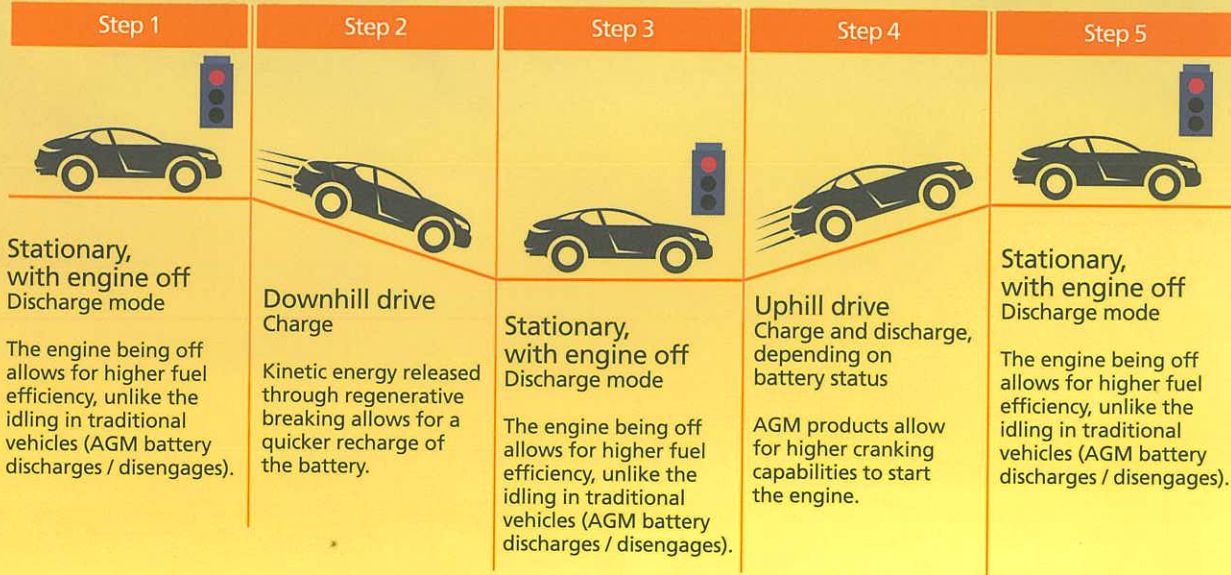 Step 1
Stationary,
with engine off
Discharge mode
The engine being off
allows for higher fuel
efficiency, unlike the
idling in traditional
vehicles (AGM battery
discharges / disengages).
Step 2
Downhill drive
Charge
Kinetic energy released
through regenerative
breaking allows for a
quicker recharge of
the battery.
Step 3
Stationary,
with engine off
Discharge mode
The engine being off
allows for higher fuel
efficiency, unlike the
idling in traditional
vehicles (AGM battery
discharges / disengages).
Step 4
Uphill drive
Charge and discharge,
depending on
battery status
AGM products allow
for higher cranking
capabilities to start
the engine.
Step 5
Stationary,
with engine off
Discharge mode
The engine being off
allows for higher fuel
efficiency, unlike the
idling in traditional
vehicles (AGM battery
discharges / disengages).